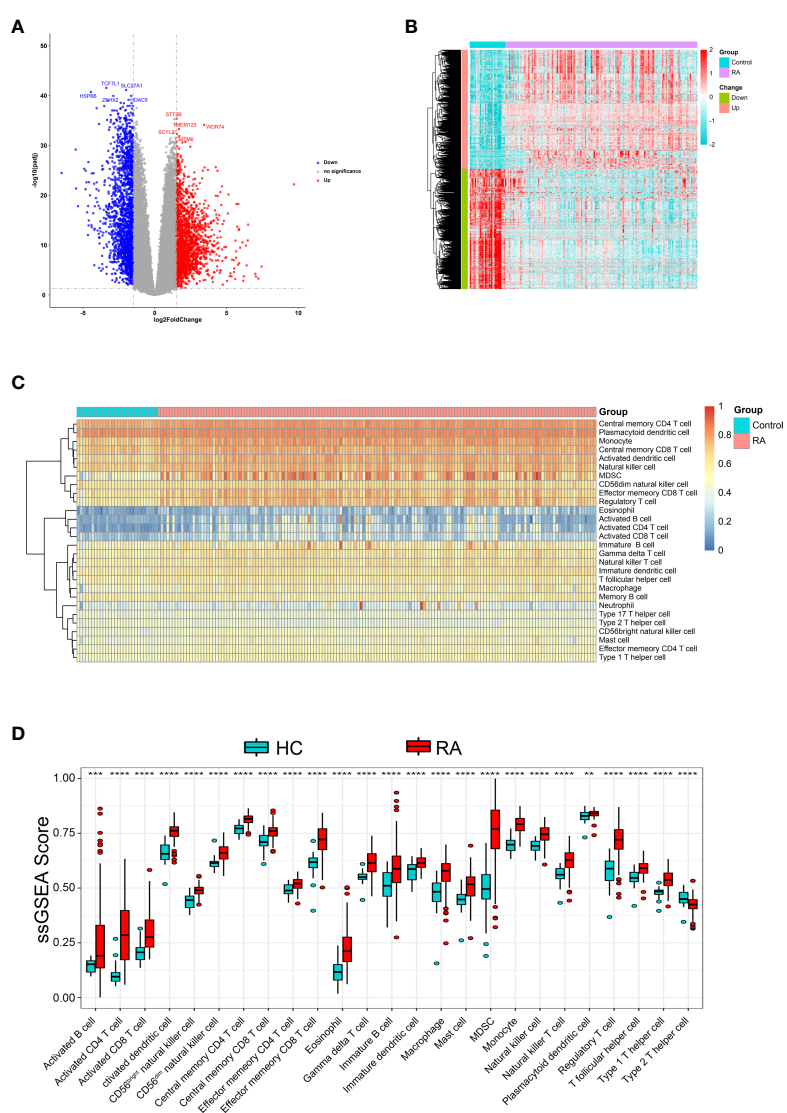 A
50
40
30
20
10
0
-log10(padj)
TCF7L1
SLC27A1
HSPB6
ZBHX2
HDAC5
STT3B
TMEM123
WDR74
SCYL2
-5
0
5
10
log2FoldChange
Down
no significance
Up
B
2
1
0
-1
-2
Group
Control
RA
Change
Down
Up
C
Group
Central memory CD4 T cell
Plasmacytoid dendritic cell
Monocyte
Central memory CD8 T cell
Activated dendritic cell
Natural killer cell
MDSC
CD56dim natural killer cell
Effector memeory CD8 T cell
Regulatory T cell
Eosinophil
Activated B cell
Activated CD4 T cell
Activated CD8 T cell
Immature B cell
Gamma delta T cell
Natural killer T cell
Immature dendritic cell
T follicular helper cell
Macrophage
Memory B cell
Neutrophil
Type 17 T helper cell
Type 2 T helper cell
CD56bright natural killer cell
Mast cell
Effector memeory CD4 T cell
Type 1 T helper cell
1
0.8
0.6
0.4
0.2
0
Group
Control
RA
D
HC
RA
*** **** **** **** **** **** **** **** **** **** **** **** **** **** **** **** **** **** **** **** ** **** **** **** ****
1.00
0.75
0.50
0.25
0.00
ssGSEA Score
Activated B cell
Activated CD4 T cell
Activated CD8 T cell
ctivated dendritic cell
CD56bright natural killer cell
CD56dim natural killer cell
Central memory CD4 T cell
Central memory CD8 T cell
Effector memeory CD4 T cell
Effector memeory CD8 T cell
Eosinophil
Gamma delta T cell
Immature B cell
Immature dendritic cell
Macrophage
Mast cell
MDSC
Monocyte
Natural killer cell
Natural killer T cell
Plasmacytoid dendritic cell
Regulatory T cell
T follicular helper cell
Type 1 T helper cell
Type 2 T helper cell